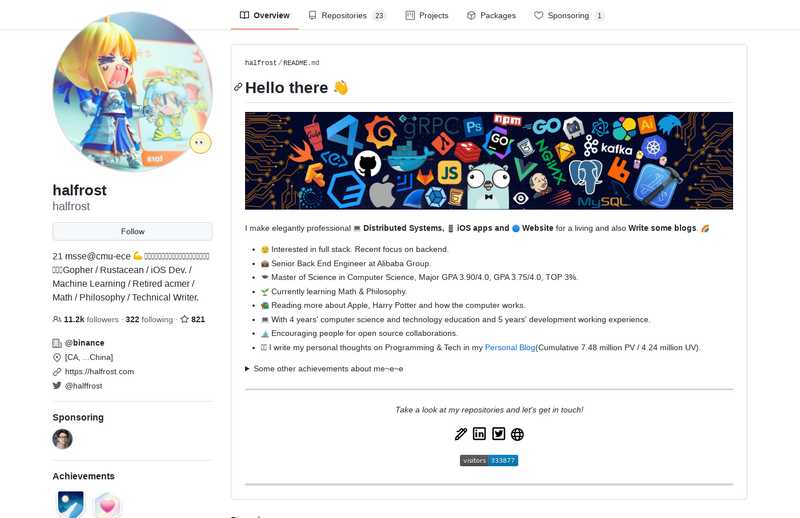 Overview
Repositories 23
Projects
Packages
Sponsoring 1
halfrost
halfrost
Follow
21 msse@cmu-ece 💪
Gopher / Rustacean / iOS Dev. /
Machine Learning / Retired acmer /
Math / Philosophy / Technical Writer.
11.2k followers · 322 following · 821
@binance
[CA, ...China]
https://halfrost.com
@halffrost
Sponsoring
Achievements
halfrost / README.md
Hello there 👋
gRPC
Ps
npm
GO
Ai
GO
NGINX
kafka
JS
MySQL
I make elegantly professional 💻 Distributed Systems, 📱 iOS apps and 🔵 Website for a living and also Write some blogs. 🌈
Interested in full stack. Recent focus on backend.
Senior Back End Engineer at Alibaba Group.
Master of Science in Computer Science, Major GPA 3.90/4.0, GPA 3.75/4.0, TOP 3%.
Currently learning Math & Philosophy.
Reading more about Apple, Harry Potter and how the computer works.
With 4 years' computer science and technology education and 5 years' development working experience.
Encouraging people for open source collaborations.
I write my personal thoughts on Programming & Tech in my Personal Blog(Cumulative 7.48 million PV / 4.24 million UV).
Some other achievements about me~e~e
Take a look at my repositories and let's get in touch!
visitors 333877